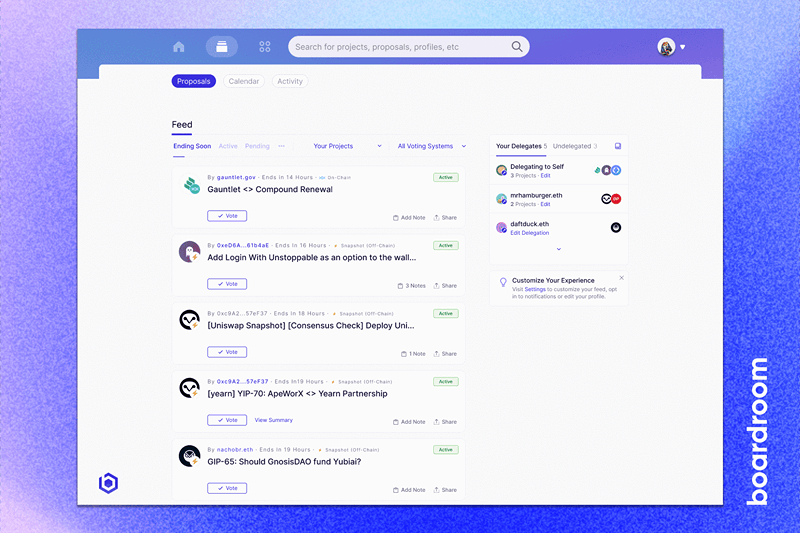 Search for projects, proposals, profiles, etc
Proposals
Calendar
Activity
Feed
Ending Soon
Active
Pending
Your Projects
All Voting Systems
By gauntlet.gov · Ends in 14 Hours · On-Chain
Active
Gauntlet <> Compound Renewal
Vote
Add Note
Share
By 0xeD6A...61b4aE · Ends in 16 Hours · Snapshot (Off-Chain)
Active
Add Login With Unstoppable as an option to the wall...
Vote
3 Notes
Share
By 0xc9A2...57eF37 · Ends in 18 Hours · Snapshot (Off-Chain)
Active
[Uniswap Snapshot] [Consensus Check] Deploy Uni...
Vote
1 Note
Share
By 0xc9A2...57eF37 · Ends in19 Hours · Snapshot (Off-Chain)
Active
[yearn] YIP-70: ApeWorX <> Yearn Partnership
Vote
View Summary
Add Note
Share
By nachobr.eth · Ends in 19 Hours · Snapshot (Off-Chain)
Active
GIP-65: Should GnosisDAO fund Yubiai?
Vote
Add Note
Share
Your Delegates 5
Undelegated 3
Delegating to Self
3 Projects · Edit
mrhamburger.eth
2 Projects · Edit
daftduck.eth
Edit Delegation
Customize Your Experience
Visit Settings to customize your feed, opt
in to notifications or edit your profile.
boardroom